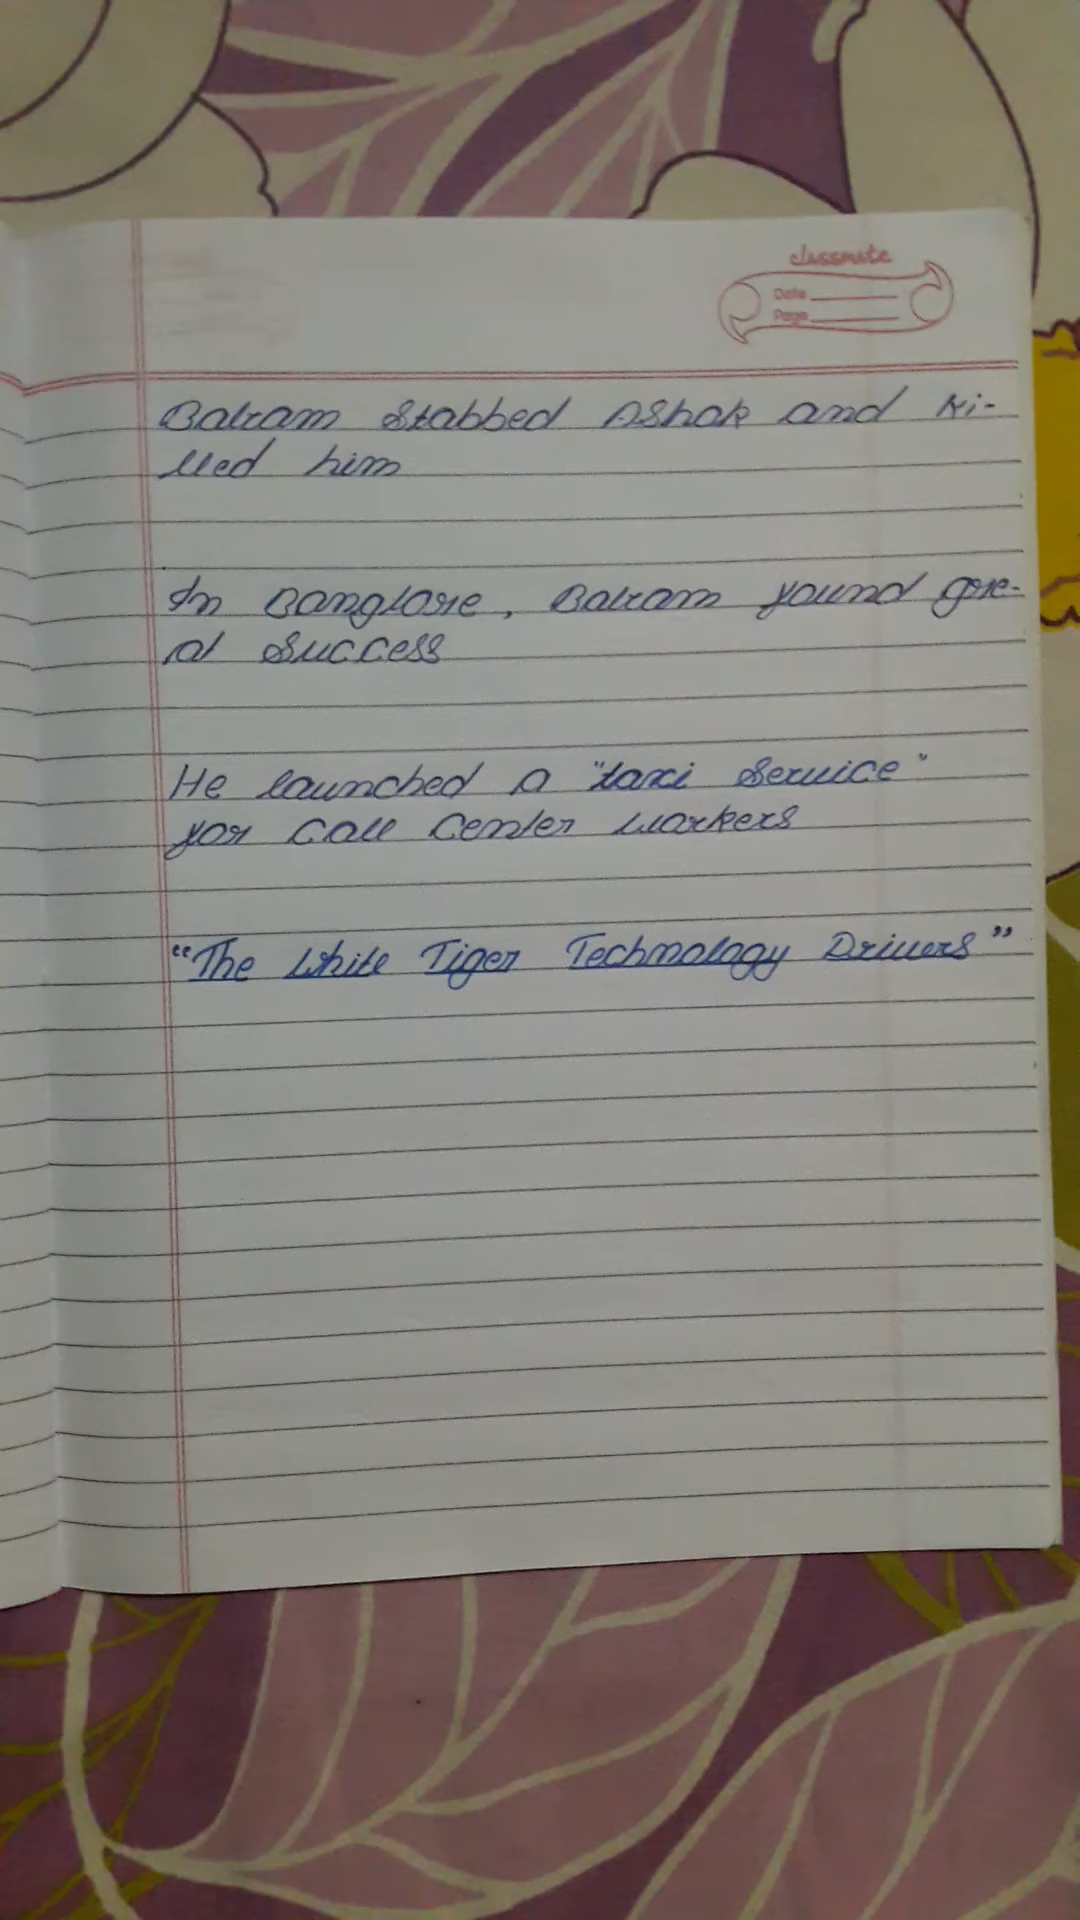 classmate
Date
Page
Balram Stabbed Ashok and Ki-
lled him
In Banglore, Balram found gre-
at Success
He launched a "taxi Service"
for Call Center workers
“The White Tiger Technology Drivers”